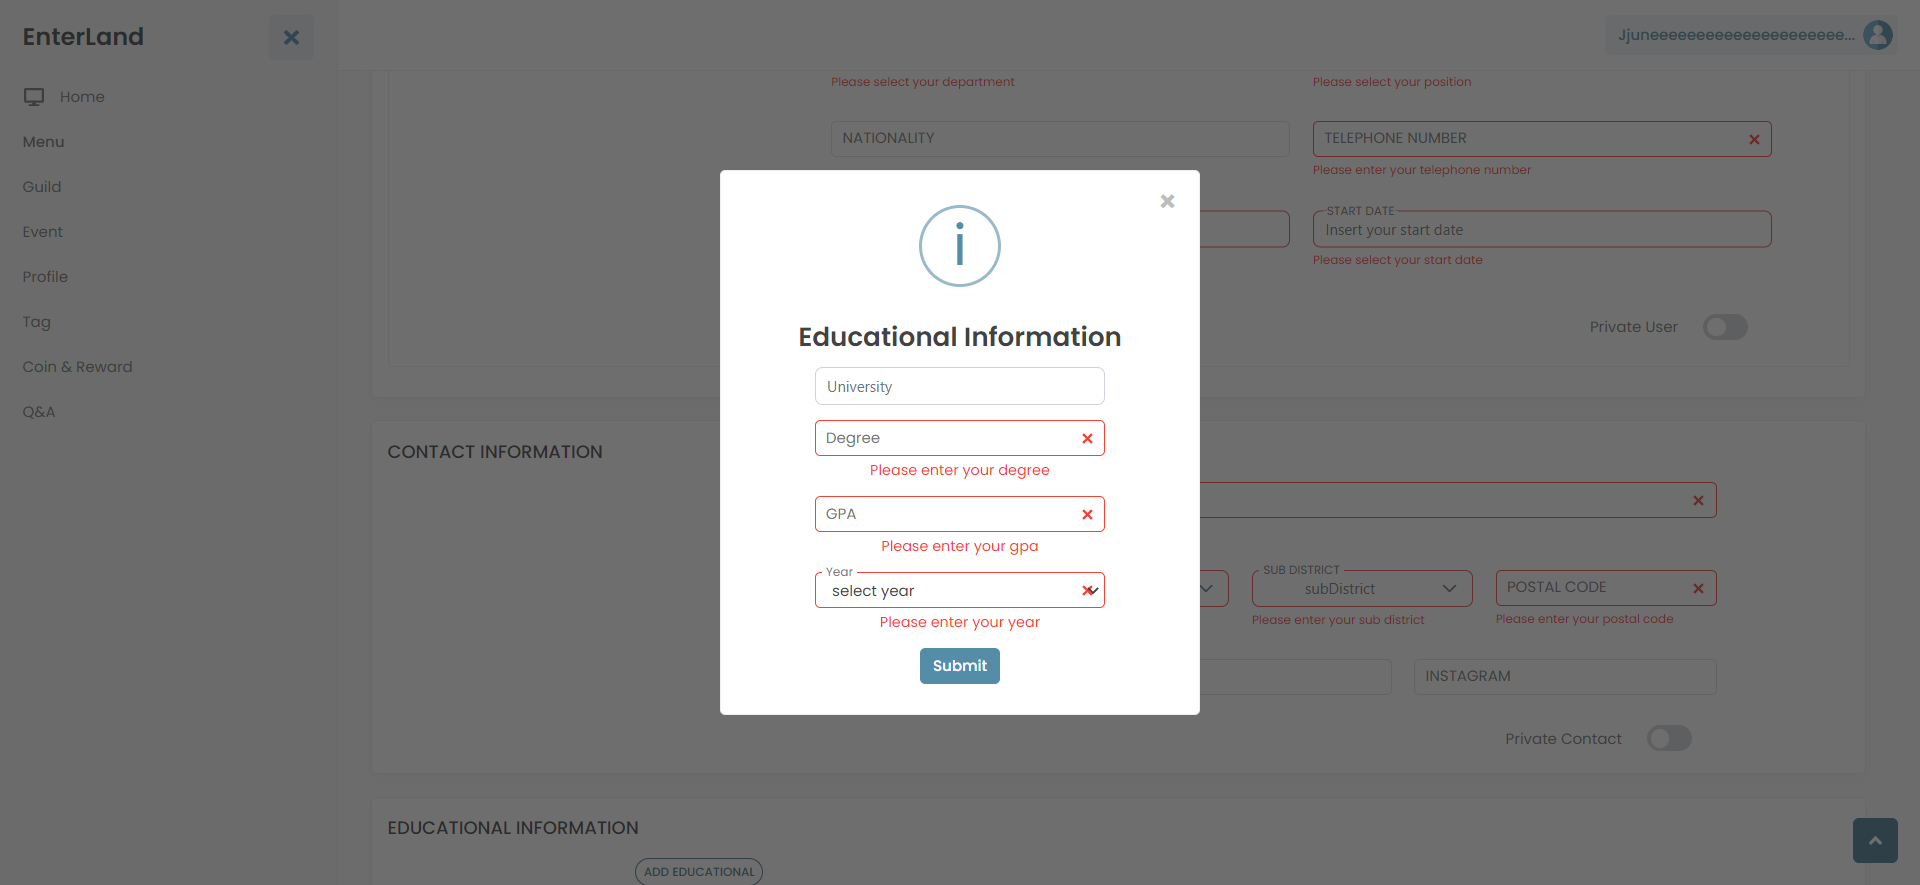 EnterLand
Jjuneeeeeeeeeeeeeeeeeeeee...
Home
Menu
Guild
Event
Profile
Tag
Coin & Reward
Q&A
Please select your department
Please select your position
NATIONALITY
TELEPHONE NUMBER
Please enter your telephone number
START DATE
Insert your start date
Please select your start date
Private User
CONTACT INFORMATION
SUB DISTRICT
subDistrict
POSTAL CODE
Please enter your sub district
Please enter your postal code
INSTAGRAM
Private Contact
EDUCATIONAL INFORMATION
ADD EDUCATIONAL
i
Educational Information
University
Degree
Please enter your degree
GPA
Please enter your gpa
Year
select year
Please enter your year
Submit